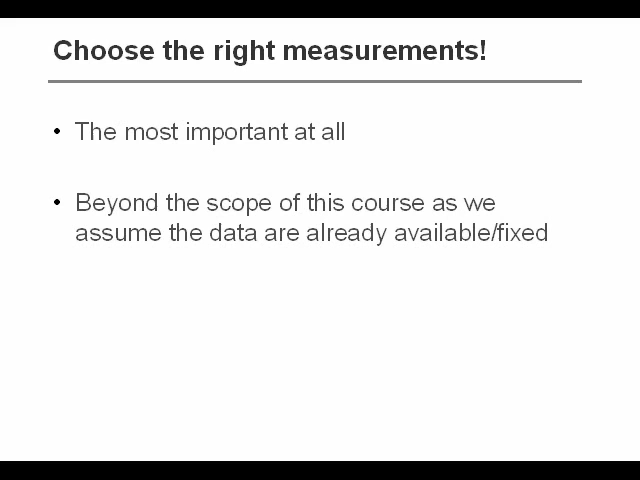 Choose the right measurements!
• The most important at all
• Beyond the scope of this course as we
assume the data are already available/fixed